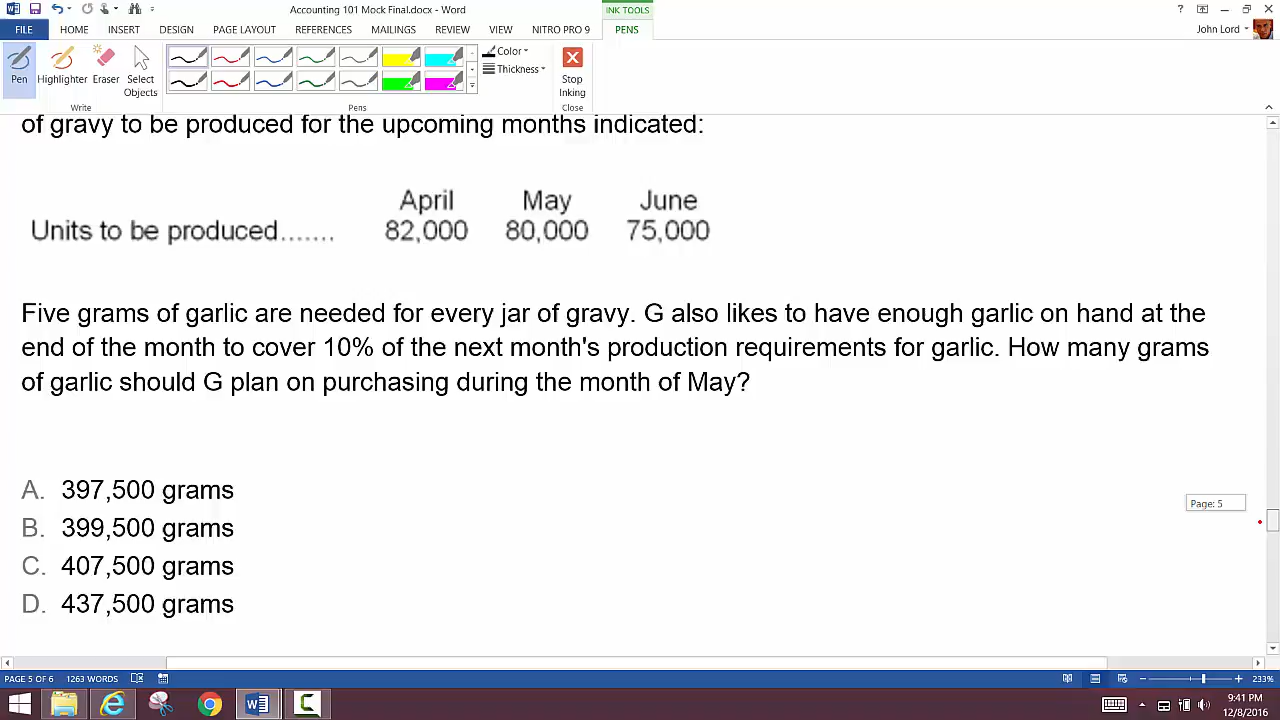 Accounting 101 Mock Final.docx - Word
INK TOOLS
FILE HOME INSERT DESIGN PAGE LAYOUT REFERENCES MAILINGS REVIEW VIEW NITRO PRO 9 PENS John Lord
Pen Highlighter Eraser Select Objects Color Thickness Stop Inking
Write Pens Close
of gravy to be produced for the upcoming months indicated:
April May June
Units to be produced....... 82,000 80,000 75,000
Five grams of garlic are needed for every jar of gravy. G also likes to have enough garlic on hand at the
end of the month to cover 10% of the next month's production requirements for garlic. How many grams
of garlic should G plan on purchasing during the month of May?
A. 397,500 grams
B. 399,500 grams
Page: 5
C. 407,500 grams
D. 437,500 grams
PAGE 5 OF 6 1263 WORDS 233%
9:41 PM
12/8/2016